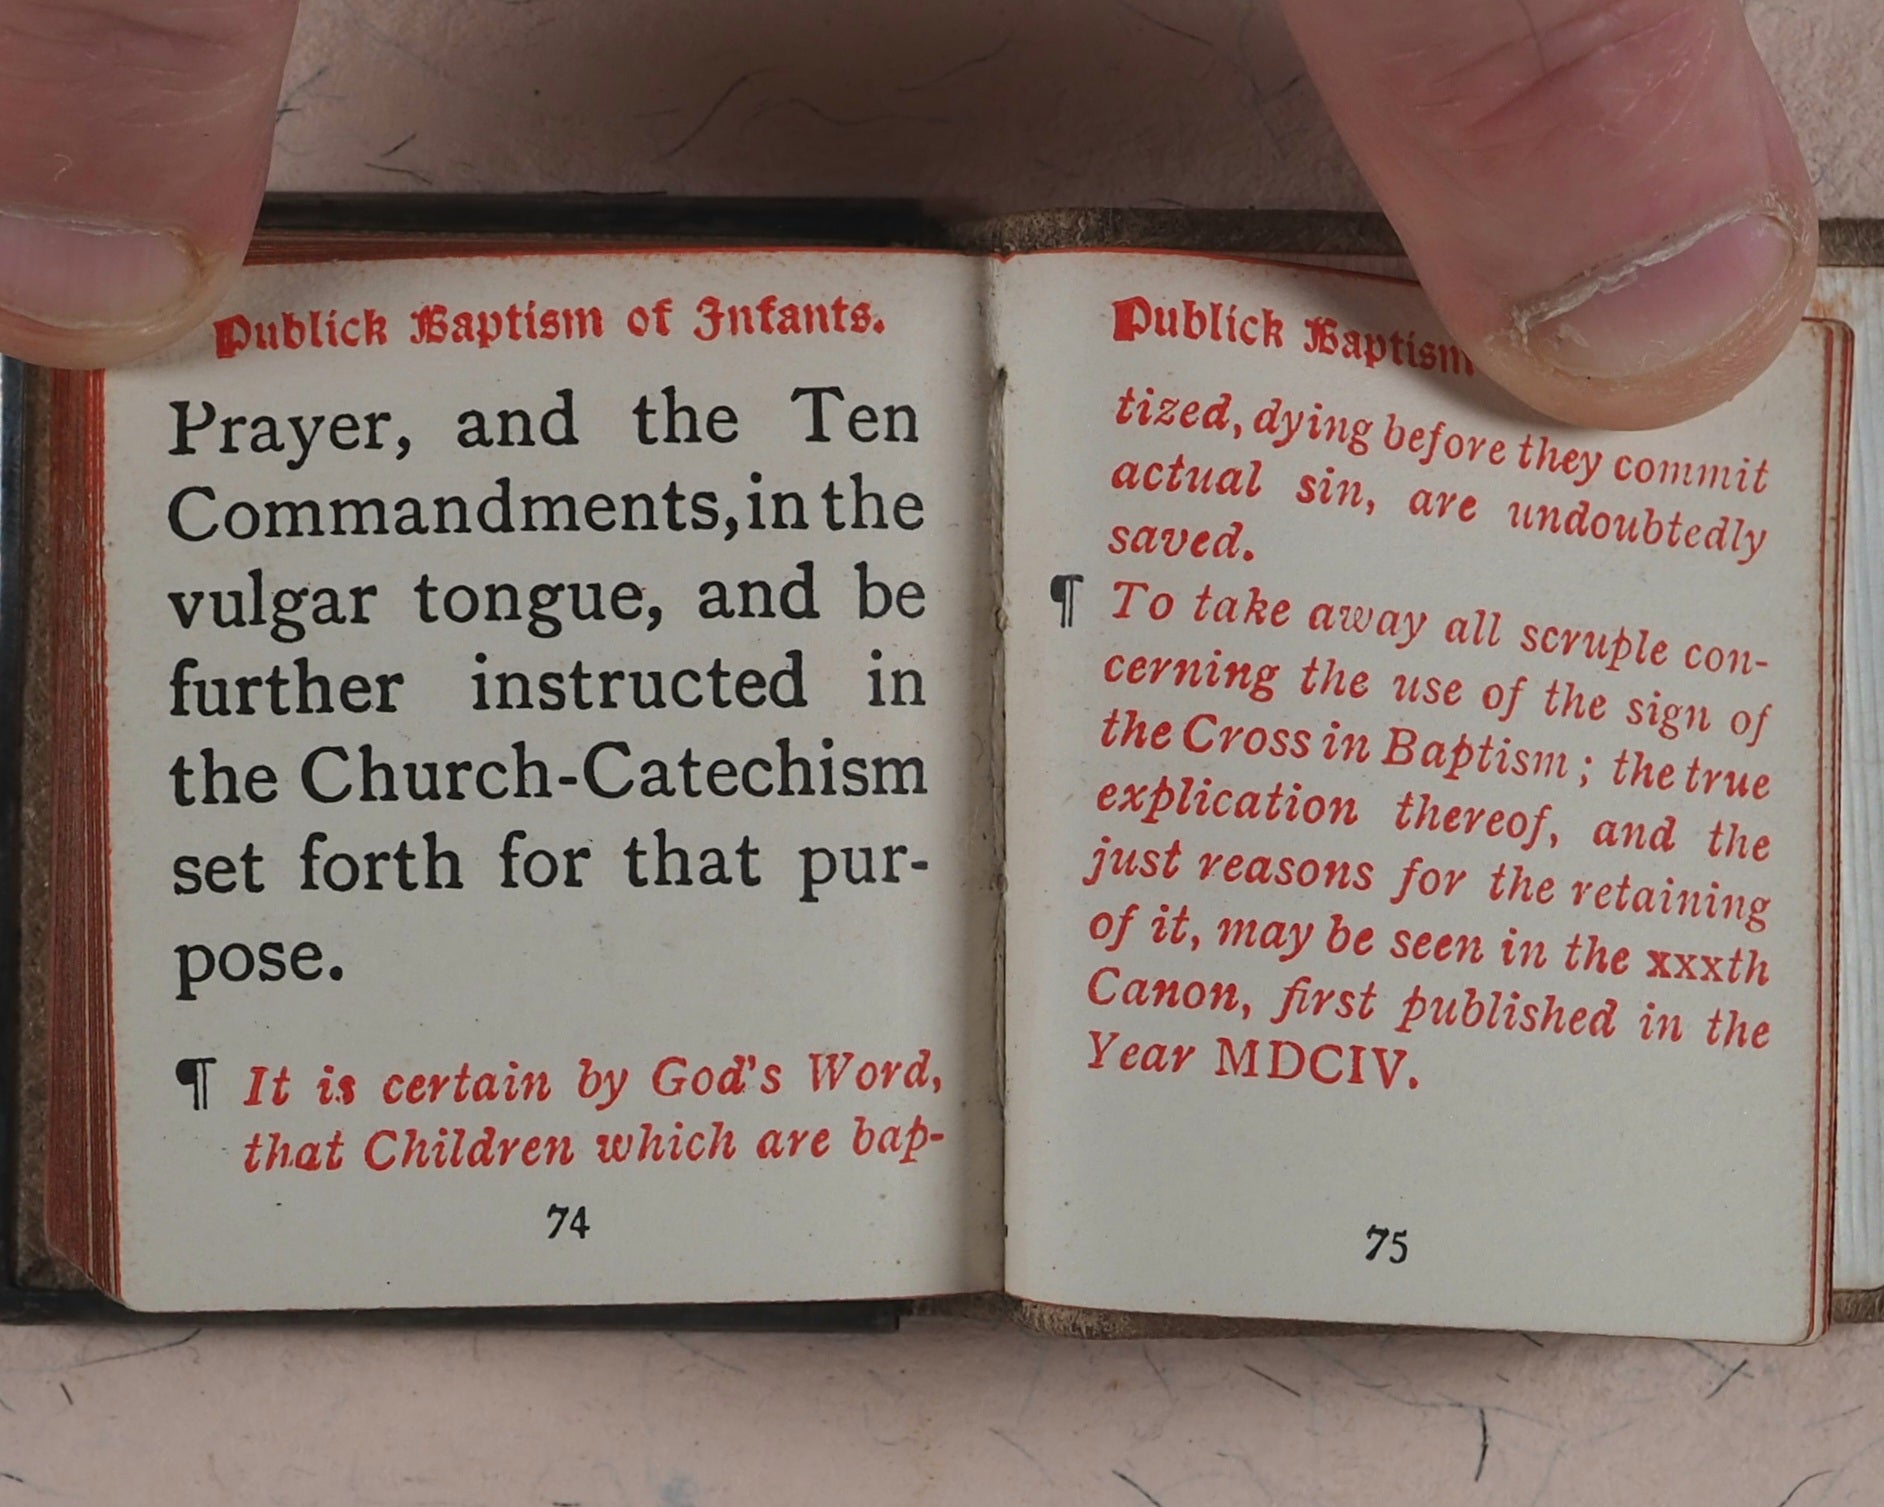 Publick Baptism of Infants.
Prayer, and the Ten
Commandments, in the
vulgar tongue, and be
further instructed in
the Church-Catechism
set forth for that pur-
pose.
¶ It is certain by God's Word,
that Children which are bap-
74
Publick Baptism
tized, dying before they commit
actual sin, are undoubtedly
saved.
¶ To take away all scruple con-
cerning the use of the sign of
the Cross in Baptism; the true
explication thereof, and the
just reasons for the retaining
of it, may be seen in the xxxth
Canon, first published in the
Year MDCIV.
75